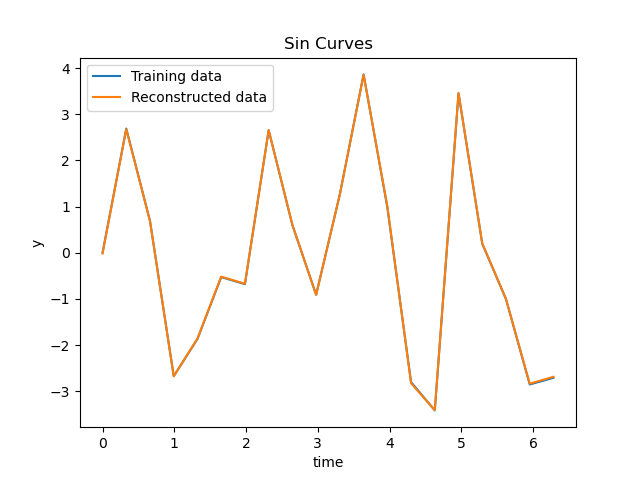 Sin Curves
Training data
Reconstructed data
4
3
2
1
0
−1
−2
−3
y
0 1 2 3 4 5 6
time